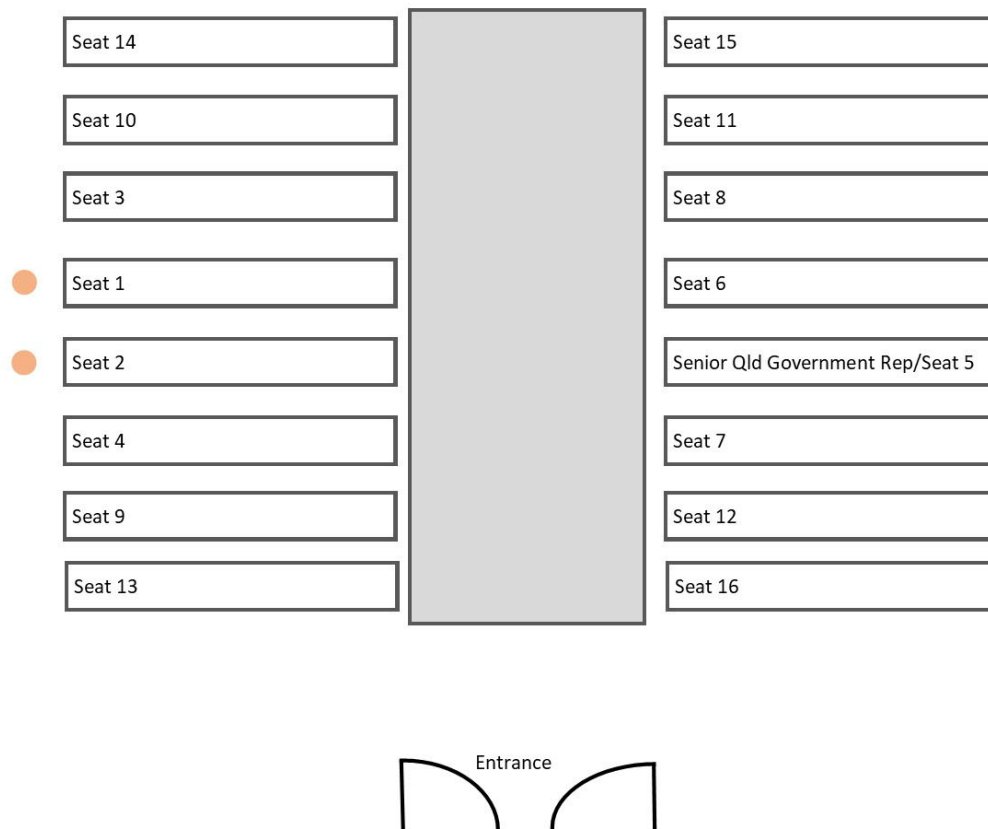 Seat 14
Seat 15
Seat 10
Seat 11
Seat 3
Seat 8
Seat 1
Seat 6
Seat 2
Senior Qld Government Rep/Seat 5
Seat 4
Seat 7
Seat 9
Seat 12
Seat 13
Seat 16
Entrance